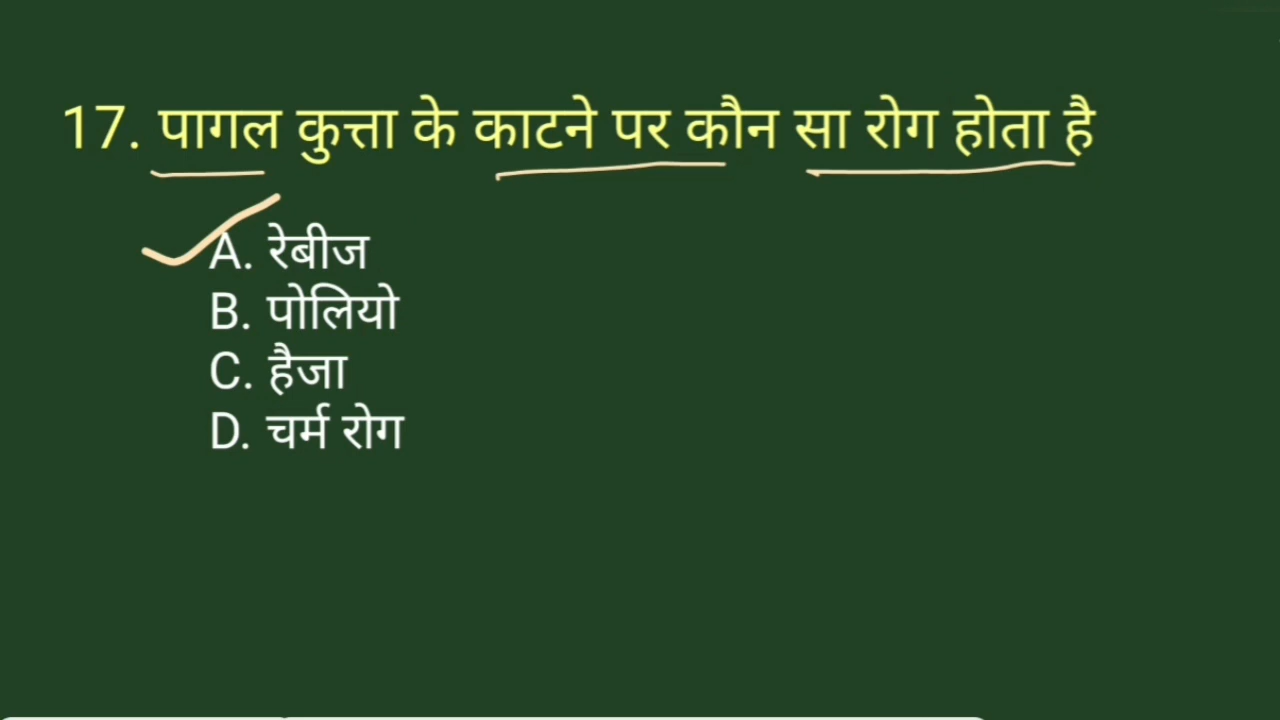 17. पागल कुत्ता के काटने पर कौन सा रोग होता है
A. रेबीज
B. पोलियो
C. हैजा
D. चर्म रोग